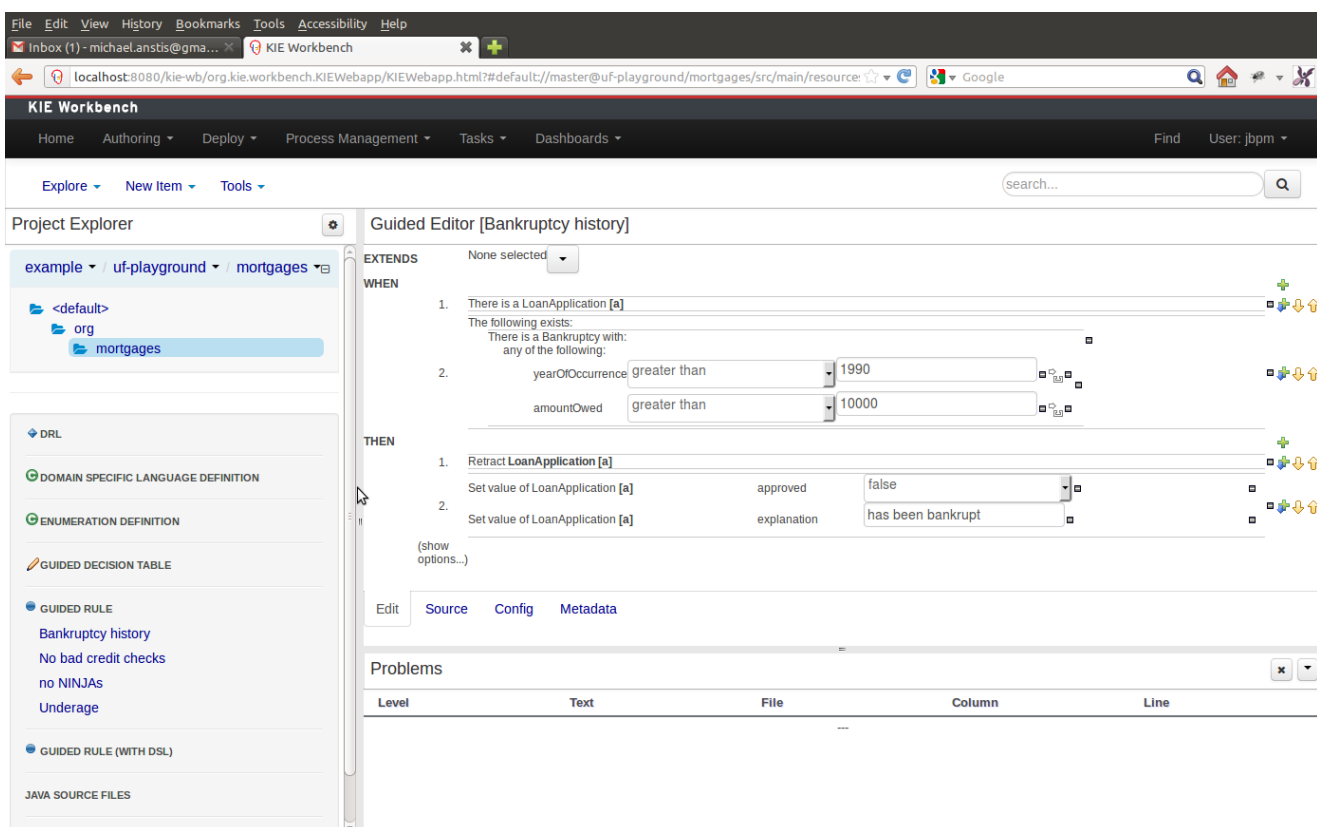 File Edit View History Bookmarks Tools Accessibility Help
Inbox (1) - michael.anstis@gma... KIE Workbench
localhost:8080/kie-wb/org.kie.workbench.KIEWebapp/KIEWebapp.html?#default://master@uf-playground/mortgages/src/main/resource: Google
KIE Workbench
Home Authoring Deploy Process Management Tasks Dashboards Find User: jbpm
Explore New Item Tools search...
Project Explorer
example / uf-playground / mortgages
<default>
org
mortgages
DRL
DOMAIN SPECIFIC LANGUAGE DEFINITION
ENUMERATION DEFINITION
GUIDED DECISION TABLE
GUIDED RULE
Bankruptcy history
No bad credit checks
no NINJAs
Underage
GUIDED RULE (WITH DSL)
JAVA SOURCE FILES
Guided Editor [Bankruptcy history]
EXTENDS None selected
WHEN
1. There is a LoanApplication [a]
The following exists:
There is a Bankruptcy with:
any of the following:
2. yearOfOccurrence greater than 1990
amountOwed greater than 10000
THEN
1. Retract LoanApplication [a]
Set value of LoanApplication [a] approved false
2.
Set value of LoanApplication [a] explanation has been bankrupt
(show
options...)
Edit Source Config Metadata
Problems
Level Text File Column Line
---